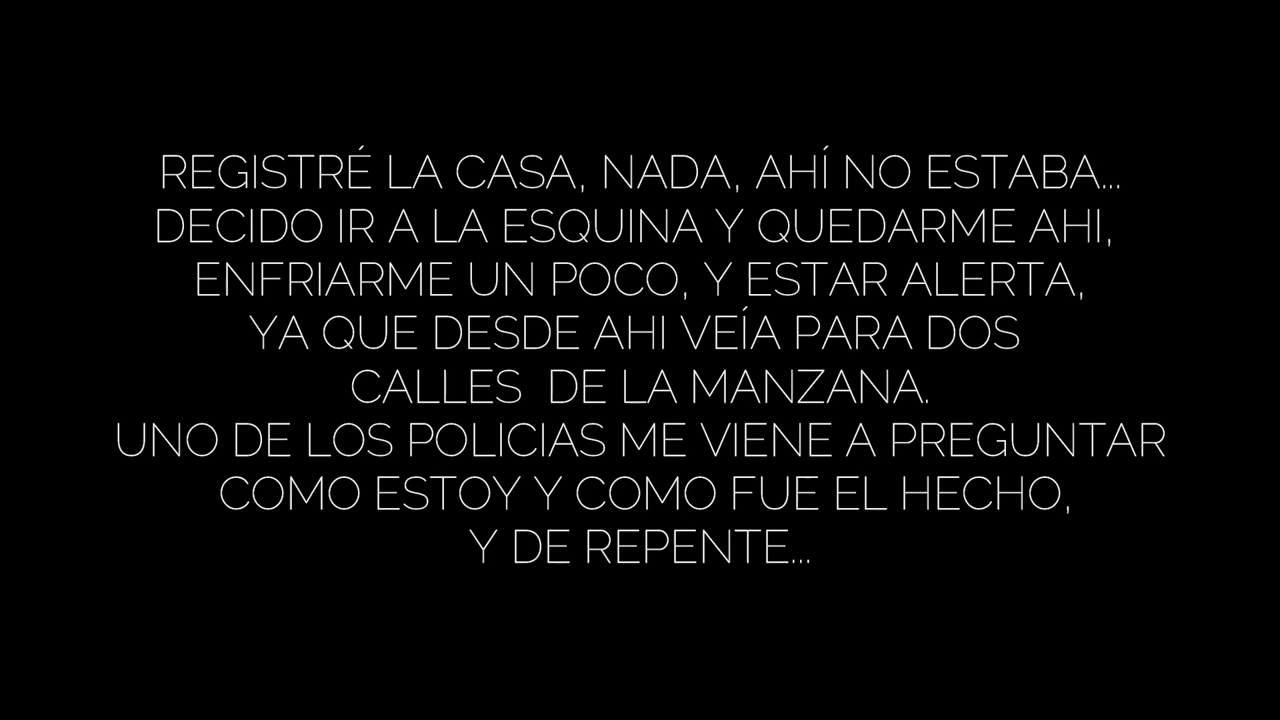 REGISTRÉ LA CASA, NADA, AHÍ NO ESTABA...
DECIDO IR A LA ESQUINA Y QUEDARME AHI,
ENFRIARME UN POCO, Y ESTAR ALERTA,
YA QUE DESDE AHI VEÍA PARA DOS
CALLES  DE LA MANZANA.
UNO DE LOS POLICIAS ME VIENE A PREGUNTAR
COMO ESTOY Y COMO FUE EL HECHO,
Y DE REPENTE...